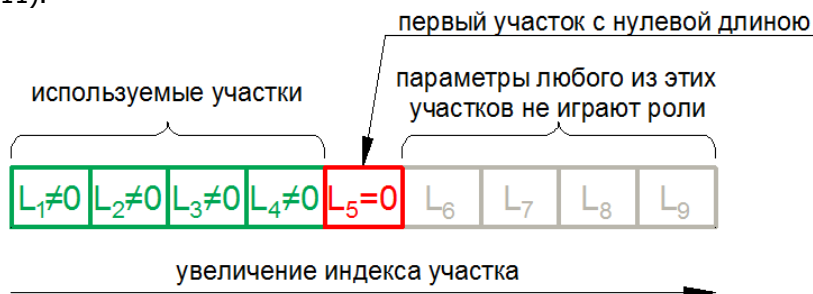 11).
первый участок с нулевой длиною
параметры любого из этих
участков не играют роли
используемые участки
L₁≠0 L₂≠0 L₃≠0 L₄≠0 L₅=0 L₆ L₇ L₈ L₉
увеличение индекса участка